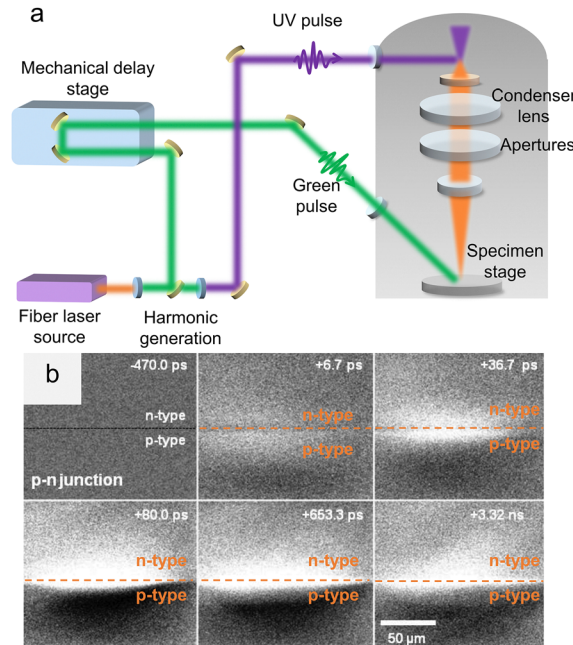 a
UV pulse
Mechanical delay
stage
Condenser
lens
Apertures
Green
pulse
Specimen
stage
Fiber laser
source
Harmonic
generation
b
-470.0 ps
n-type
p-type
p-n junction
+6.7 ps
n-type
p-type
+36.7 ps
n-type
p-type
+80.0 ps
n-type
p-type
+653.3 ps
n-type
p-type
+3.32 ns
n-type
p-type
50 µm